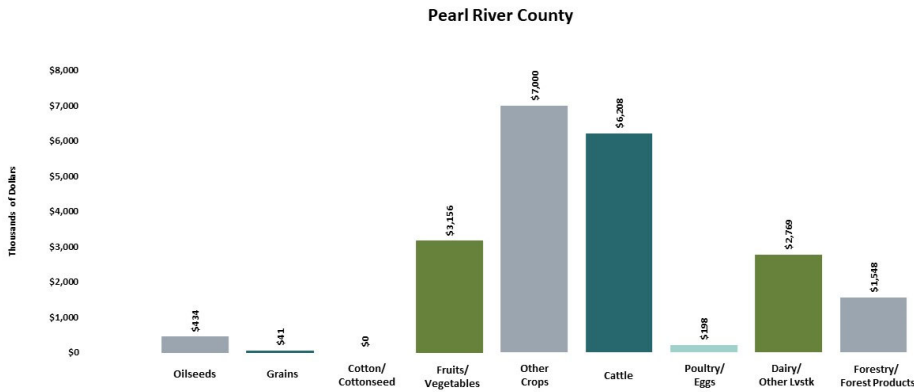 Pearl River County
Thousands of Dollars
$8,000
$7,000
$6,000
$5,000
$4,000
$3,000
$2,000
$1,000
$0
$434
$41
$0
$3,156
$7,000
$6,208
$198
$2,769
$1,548
Oilseeds
Grains
Cotton/
Cottonseed
Fruits/
Vegetables
Other
Crops
Cattle
Poultry/
Eggs
Dairy/
Other lvstk
Forestry/
Forest Products